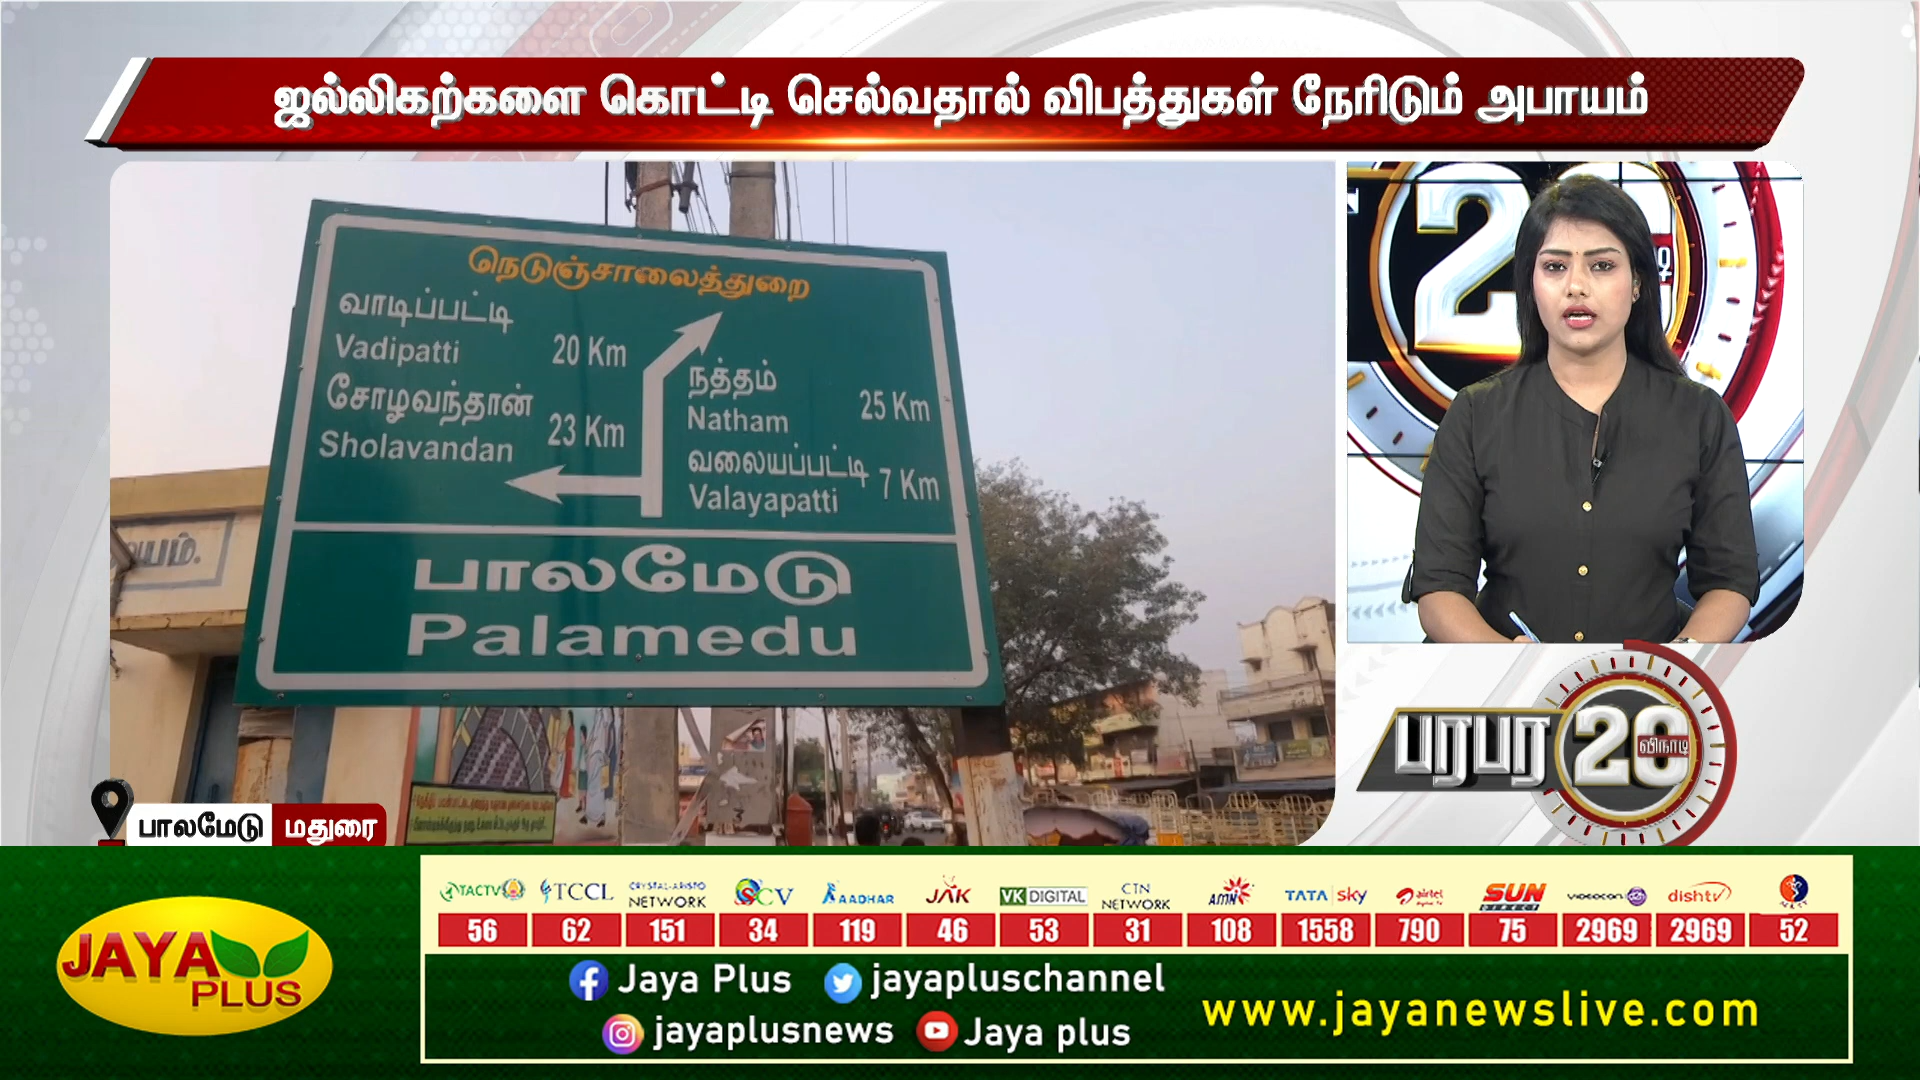 ஜல்லிகற்களை கொட்டி செல்வதால் விபத்துகள் நேரிடும் அபாயம்
நெடுஞ்சாலைத்துறை
வாடிப்பட்டி
Vadipatti 20 Km
சோழவந்தான்
Sholavandan 23 Km
நத்தம்
Natham 25 Km
வலையப்பட்டி
Valayapatti 7 Km
பாலமேடு
Palamedu
யம்.
20
பரபர 20 வினாடி
பாலமேடு மதுரை
JAYA PLUS
TACTV TCCL CRYSTAL-ARISTO NETWORK SCV AADHAR JAK VK DIGITAL CTN NETWORK AMN TATA sky airtel SUN DIRECT VIDEOCON dishtv
56 62 151 34 119 46 53 31 108 1558 790 75 2969 2969 52
Jaya Plus jayapluschannel
jayaplusnews Jaya plus
www.jayanewslive.com